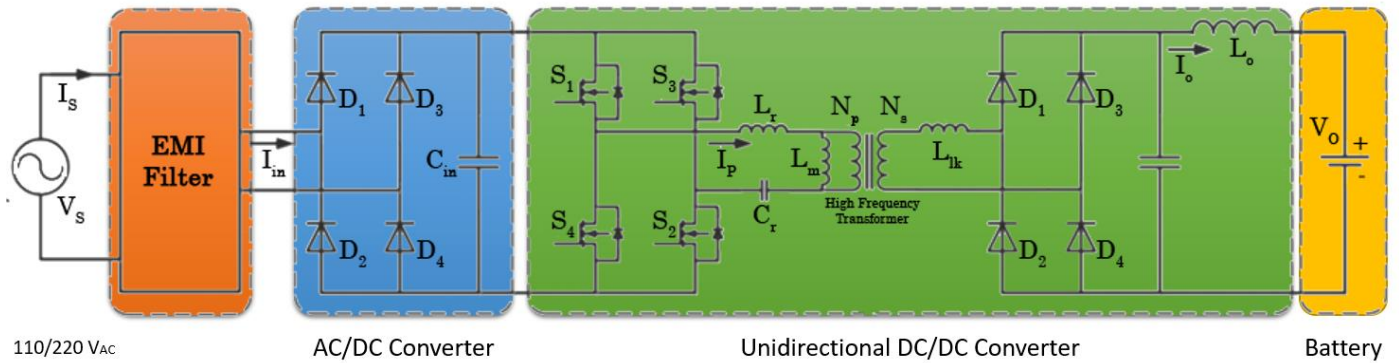 I_S
V_S
EMI
Filter
I_in
D_1
D_3
D_2
D_4
C_in
S_1
S_3
S_4
S_2
L_r
I_P
L_m
C_r
N_p
N_s
High Frequency
Transformer
L_lk
D_1
D_3
D_2
D_4
I_o
L_o
V_o
+
-
110/220 VAC
AC/DC Converter
Unidirectional DC/DC Converter
Battery